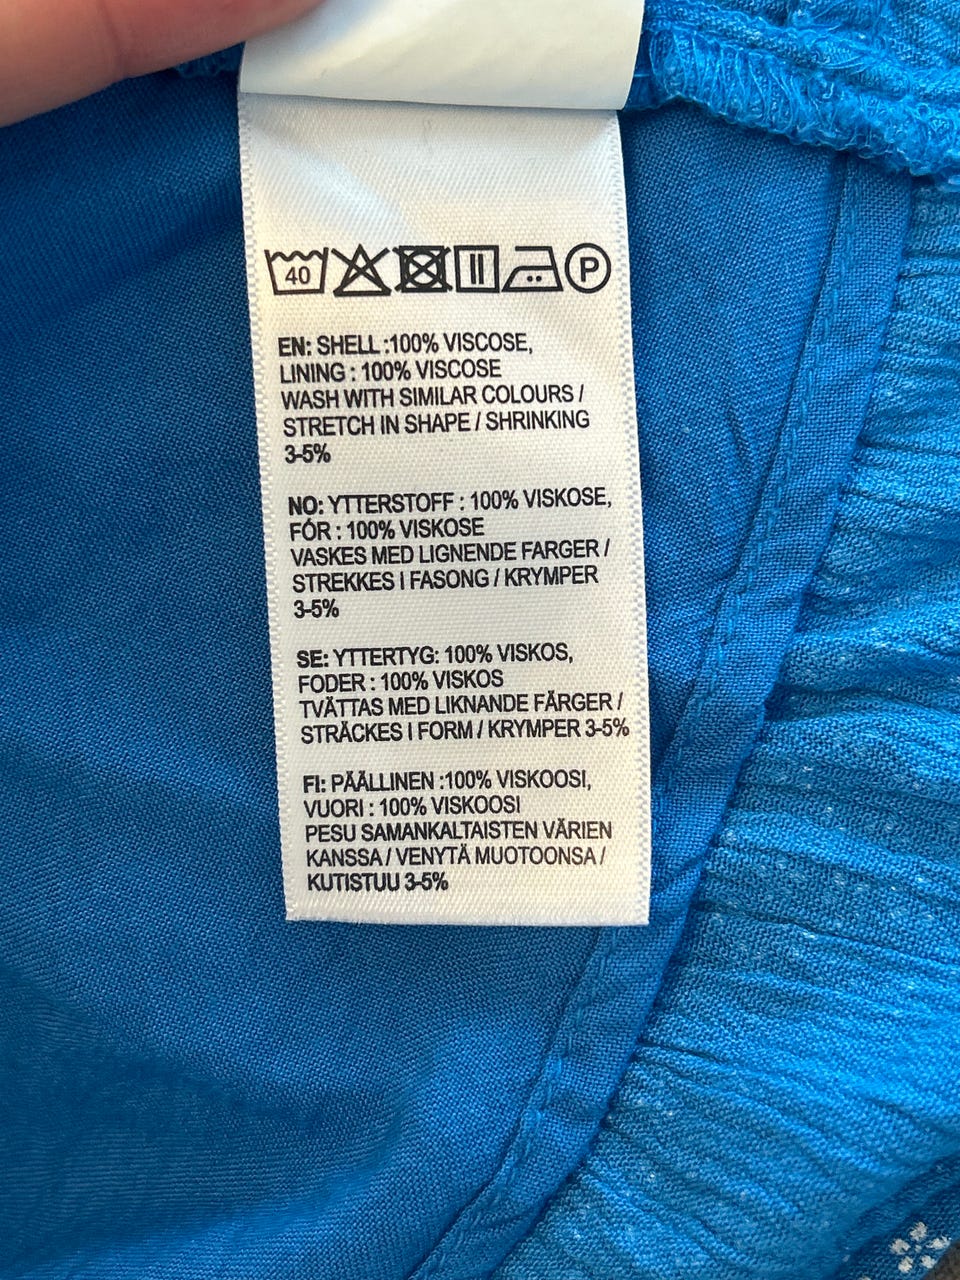 40 P
EN: SHELL :100% VISCOSE,
LINING : 100% VISCOSE
WASH WITH SIMILAR COLOURS /
STRETCH IN SHAPE / SHRINKING
3-5%
NO: YTTERSTOFF : 100% VISKOSE,
FÓR : 100% VISKOSE
VASKES MED LIGNENDE FARGER /
STREKKES I FASONG / KRYMPER
3-5%
SE: YTTERTYG: 100% VISKOS,
FODER : 100% VISKOS
TVÄTTAS MED LIKNANDE FÄRGER /
STRÄCKES I FORM / KRYMPER 3-5%
FI: PÄÄLLINEN :100% VISKOOSI,
VUORI : 100% VISKOOSI
PESU SAMANKALTAISTEN VÄRIEN
KANSSA / VENYTÄ MUOTOONSA /
KUTISTUU 3-5%